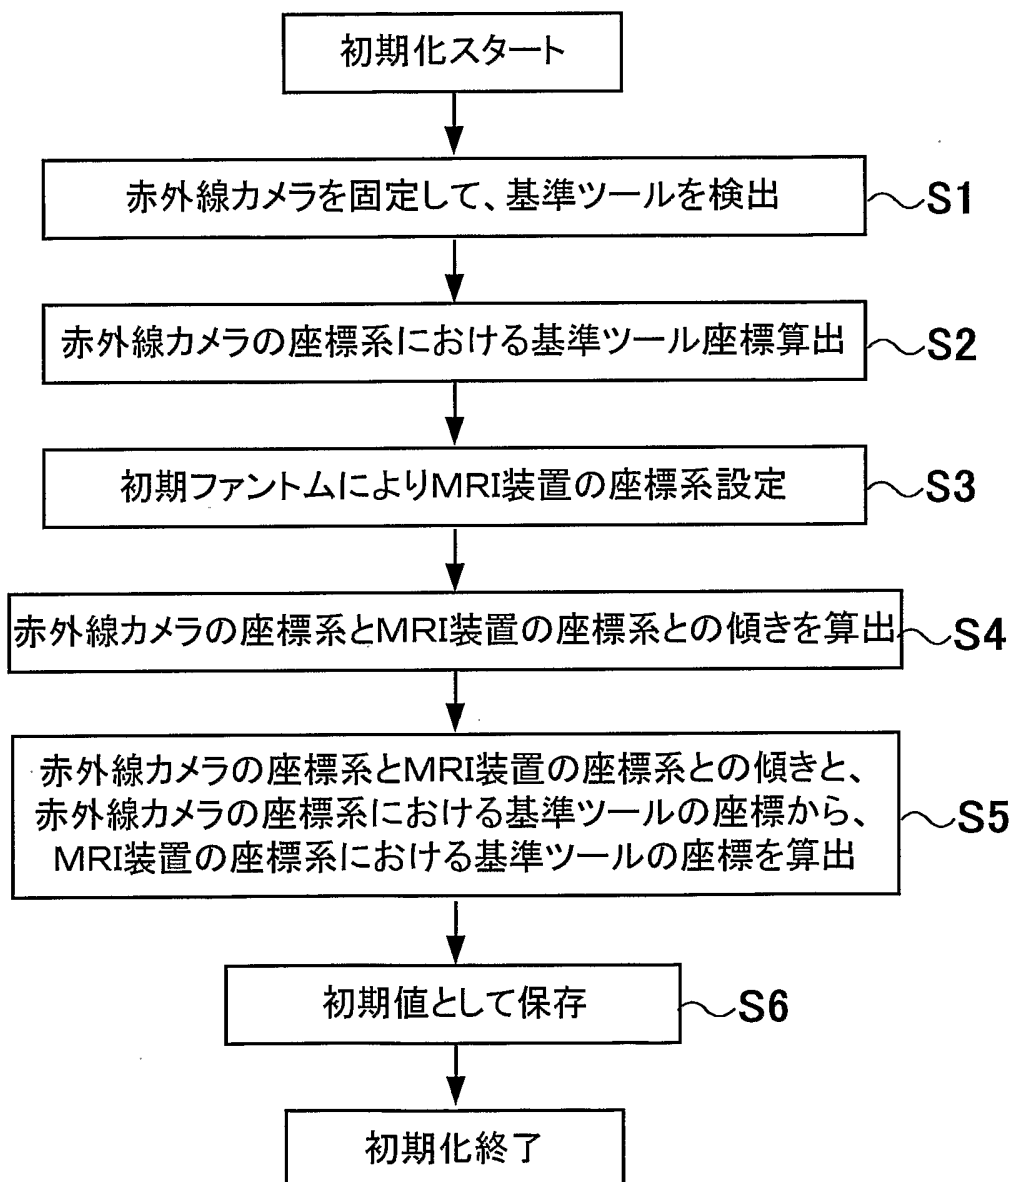 初期化スタート
赤外線カメラを固定して、基準ツールを検出
S1
赤外線カメラの座標系における基準ツール座標算出
S2
初期ファントムによりMRI装置の座標系設定
S3
赤外線カメラの座標系とMRI装置の座標系との傾きを算出
S4
赤外線カメラの座標系とMRI装置の座標系との傾きと、
赤外線カメラの座標系における基準ツールの座標から、
MRI装置の座標系における基準ツールの座標を算出
S5
初期値として保存
S6
初期化終了